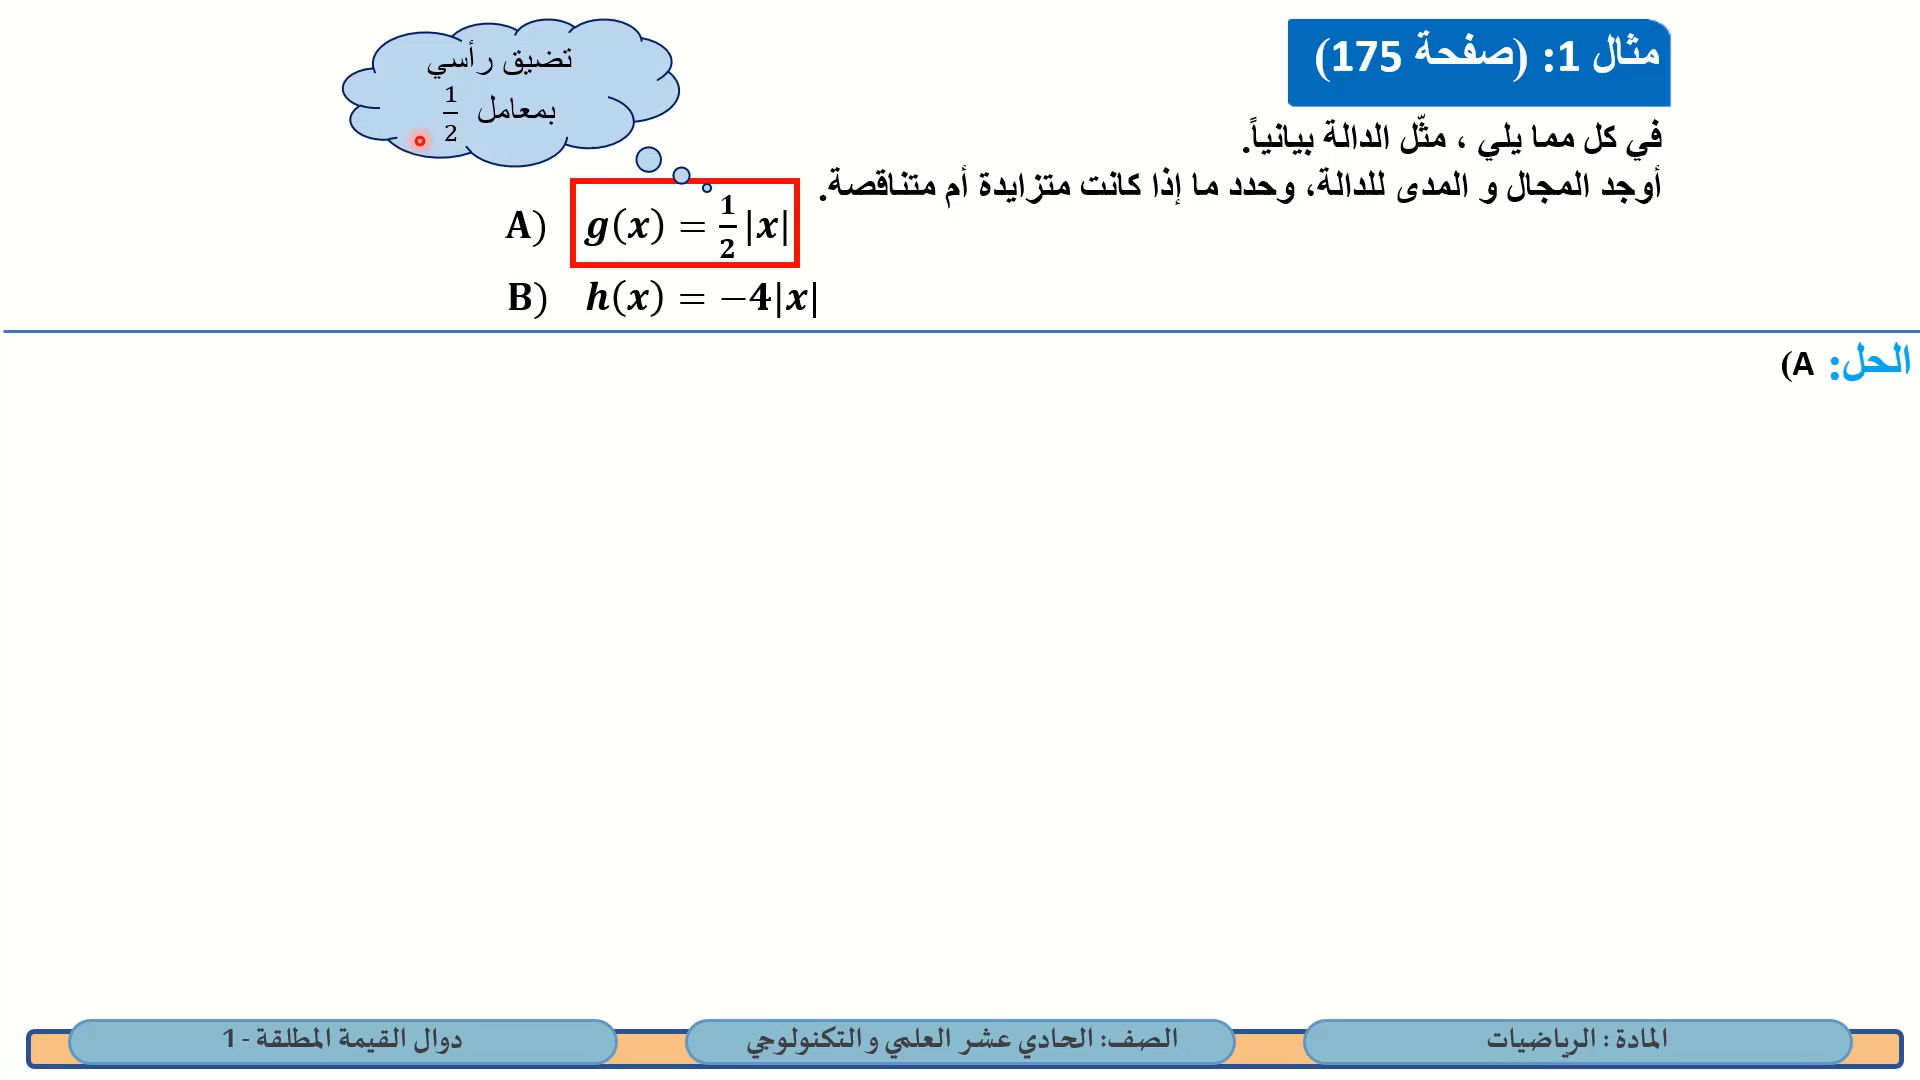 مثال 1: (صفحة 175)
في كل مما يلي ، مثّل الدالة بيانياً.
أوجد المجال و المدى للدالة، وحدد ما إذا كانت متزايدة أم متناقصة.
تضيق رأسي
بمعامل 1/2
A) g(x) = 1/2 |x|
B) h(x) = −4|x|
الحل: A)
المادة : الرياضيات
الصف: الحادي عشر العلمي و التكنولوجي
دوال القيمة المطلقة - 1